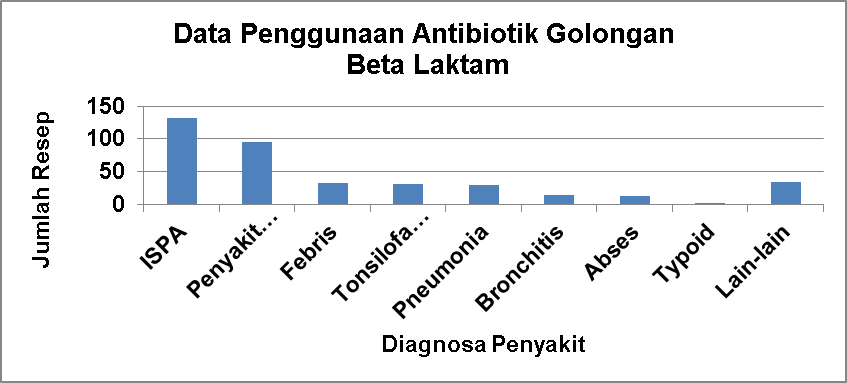 Data Penggunaan Antibiotik Golongan
Beta Laktam
Jumlah Resep
150
100
50
0
ISPA
Penyakit...
Febris
Tonsilofa...
Pneumonia
Bronchitis
Abses
Typoid
Lain-lain
Diagnosa Penyakit